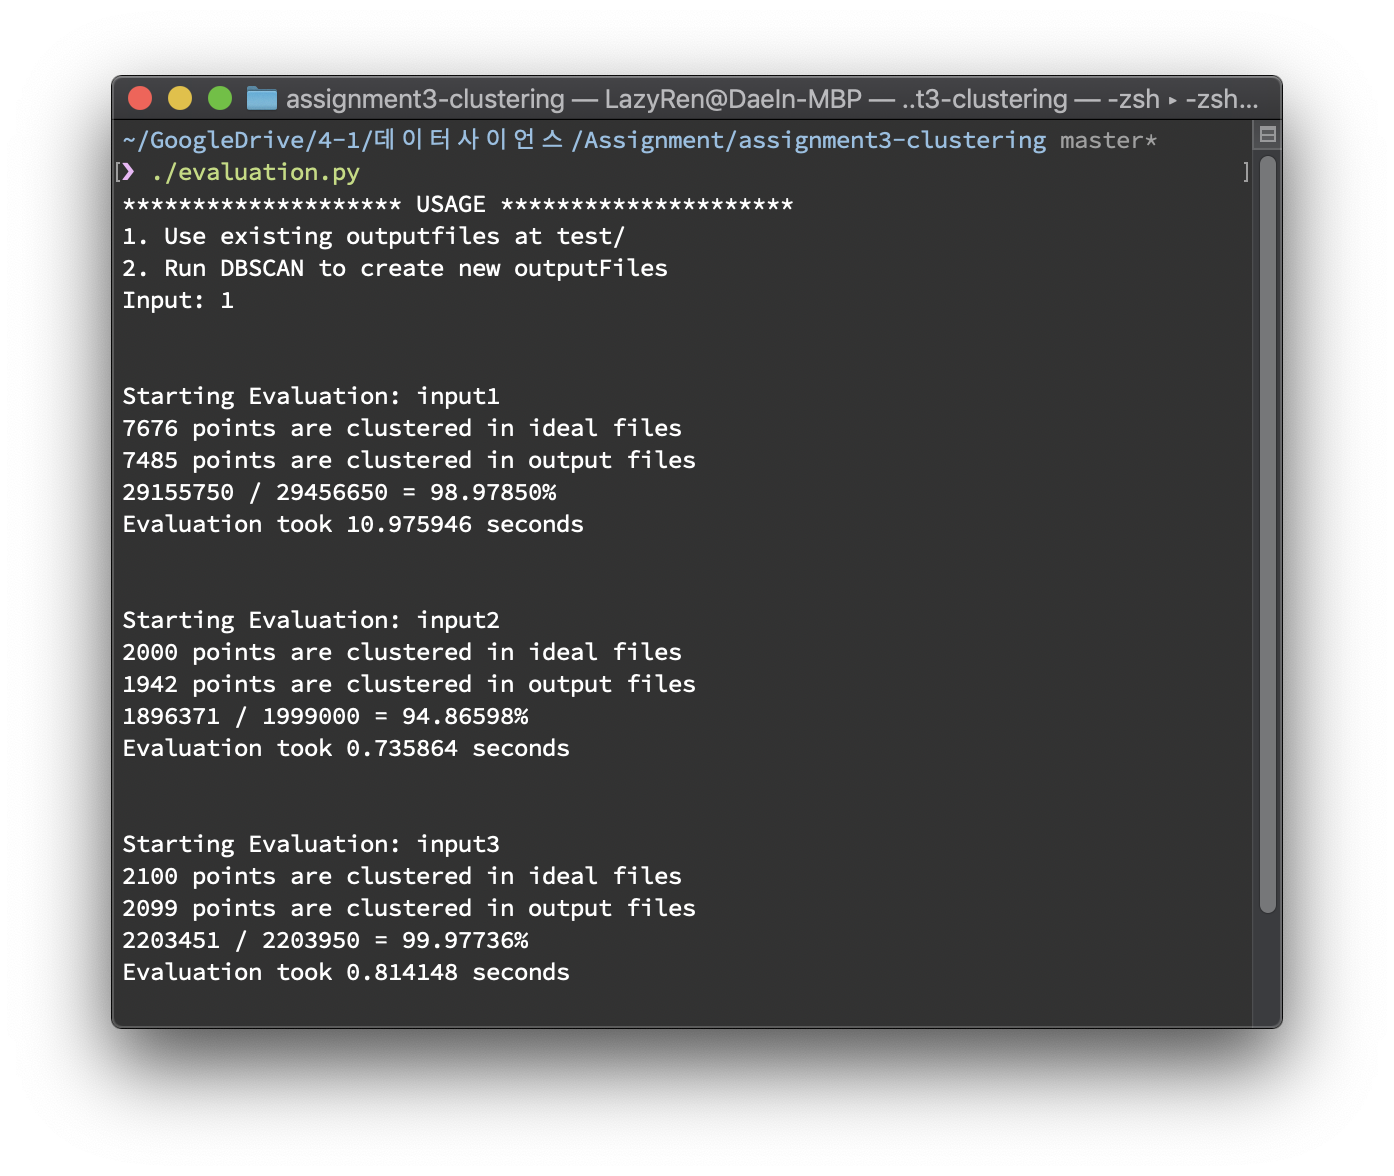 assignment3-clustering — LazyRen@DaeIn-MBP — ..t3-clustering — -zsh ▸ -zsh...
~/GoogleDrive/4-1/데이터사이언스/Assignment/assignment3-clustering master*
[❯ ./evaluation.py ]
******************** USAGE *********************
1. Use existing outputfiles at test/
2. Run DBSCAN to create new outputFiles
Input: 1
Starting Evaluation: input1
7676 points are clustered in ideal files
7485 points are clustered in output files
29155750 / 29456650 = 98.97850%
Evaluation took 10.975946 seconds
Starting Evaluation: input2
2000 points are clustered in ideal files
1942 points are clustered in output files
1896371 / 1999000 = 94.86598%
Evaluation took 0.735864 seconds
Starting Evaluation: input3
2100 points are clustered in ideal files
2099 points are clustered in output files
2203451 / 2203950 = 99.97736%
Evaluation took 0.814148 seconds